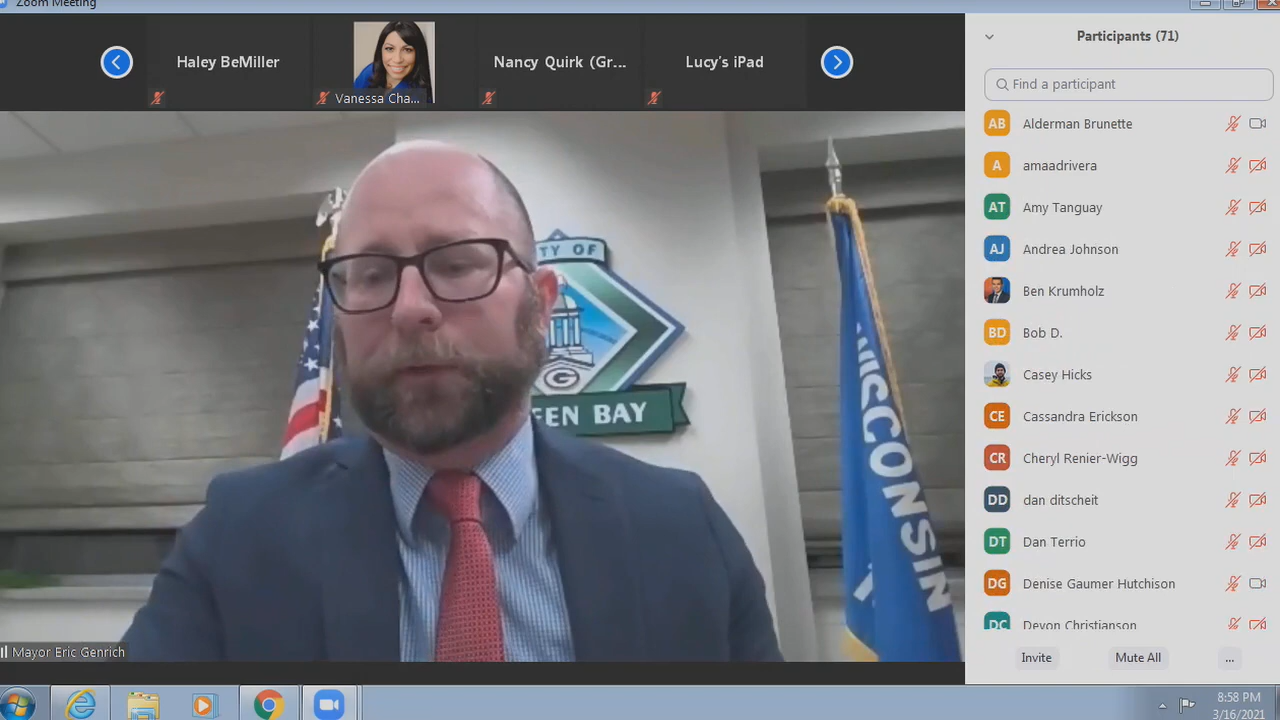 Zoom Meeting
Haley BeMiller
Vanessa Cha...
Nancy Quirk (Gr...
Lucy's iPad
TY OF
G
EEN BAY
WISCONSIN
Mayor Eric Genrich
Participants (71)
Find a participant
AB Alderman Brunette
A amaadrivera
AT Amy Tanguay
AJ Andrea Johnson
Ben Krumholz
BD Bob D.
Casey Hicks
CE Cassandra Erickson
CR Cheryl Renier-Wigg
DD dan ditscheit
DT Dan Terrio
DG Denise Gaumer Hutchison
DC Devon Christianson
Invite
Mute All
...
8:58 PM
3/16/2021